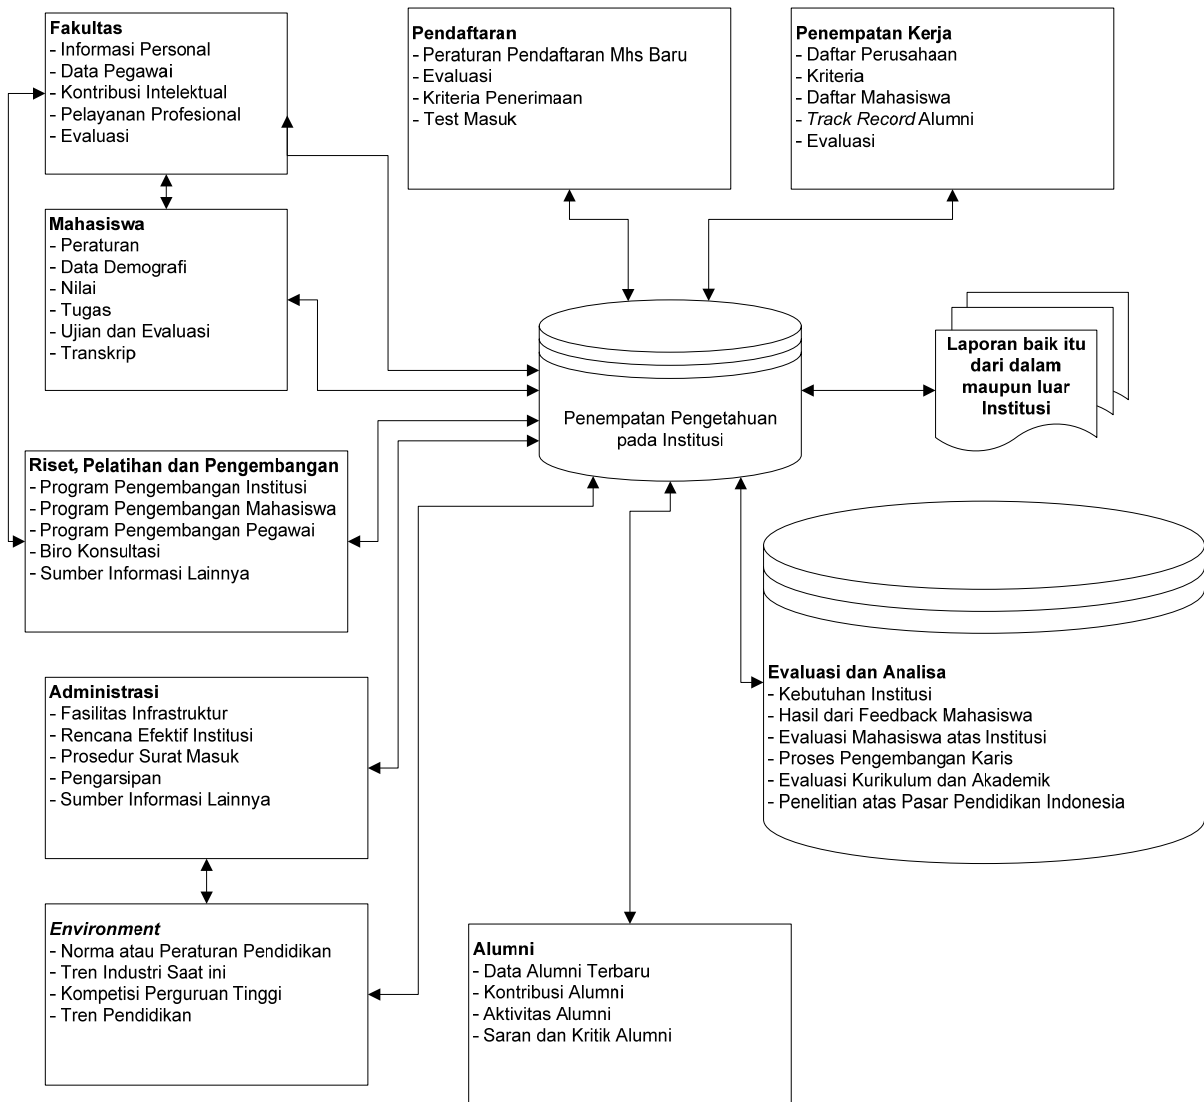 Fakultas
- Informasi Personal
- Data Pegawai
- Kontribusi Intelektual
- Pelayanan Profesional
- Evaluasi
Pendaftaran
- Peraturan Pendaftaran Mhs Baru
- Evaluasi
- Kriteria Penerimaan
- Test Masuk
Penempatan Kerja
- Daftar Perusahaan
- Kriteria
- Daftar Mahasiswa
- Track Record Alumni
- Evaluasi
Mahasiswa
- Peraturan
- Data Demografi
- Nilai
- Tugas
- Ujian dan Evaluasi
- Transkrip
Penempatan Pengetahuan
pada Institusi
Laporan baik itu
dari dalam
maupun luar
Institusi
Riset, Pelatihan dan Pengembangan
- Program Pengembangan Institusi
- Program Pengembangan Mahasiswa
- Program Pengembangan Pegawai
- Biro Konsultasi
- Sumber Informasi Lainnya
Evaluasi dan Analisa
- Kebutuhan Institusi
- Hasil dari Feedback Mahasiswa
- Evaluasi Mahasiswa atas Institusi
- Proses Pengembangan Karis
- Evaluasi Kurikulum dan Akademik
- Penelitian atas Pasar Pendidikan Indonesia
Administrasi
- Fasilitas Infrastruktur
- Rencana Efektif Institusi
- Prosedur Surat Masuk
- Pengarsipan
- Sumber Informasi Lainnya
Environment
- Norma atau Peraturan Pendidikan
- Tren Industri Saat ini
- Kompetisi Perguruan Tinggi
- Tren Pendidikan
Alumni
- Data Alumni Terbaru
- Kontribusi Alumni
- Aktivitas Alumni
- Saran dan Kritik Alumni